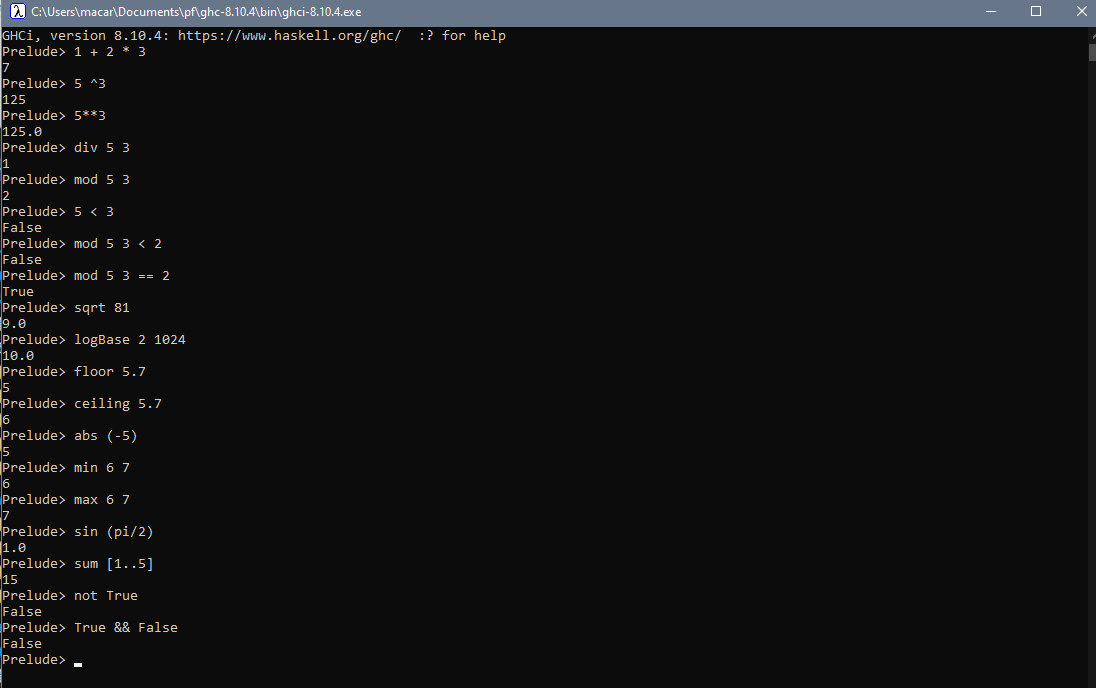 C:\Users\macar\Documents\pf\ghc-8.10.4\bin\ghci-8.10.4.exe
GHCi, version 8.10.4: https://www.haskell.org/ghc/  :? for help
Prelude> 1 + 2 * 3
7
Prelude> 5 ^3
125
Prelude> 5**3
125.0
Prelude> div 5 3
1
Prelude> mod 5 3
2
Prelude> 5 < 3
False
Prelude> mod 5 3 < 2
False
Prelude> mod 5 3 == 2
True
Prelude> sqrt 81
9.0
Prelude> logBase 2 1024
10.0
Prelude> floor 5.7
5
Prelude> ceiling 5.7
6
Prelude> abs (-5)
5
Prelude> min 6 7
6
Prelude> max 6 7
7
Prelude> sin (pi/2)
1.0
Prelude> sum [1..5]
15
Prelude> not True
False
Prelude> True && False
False
Prelude>